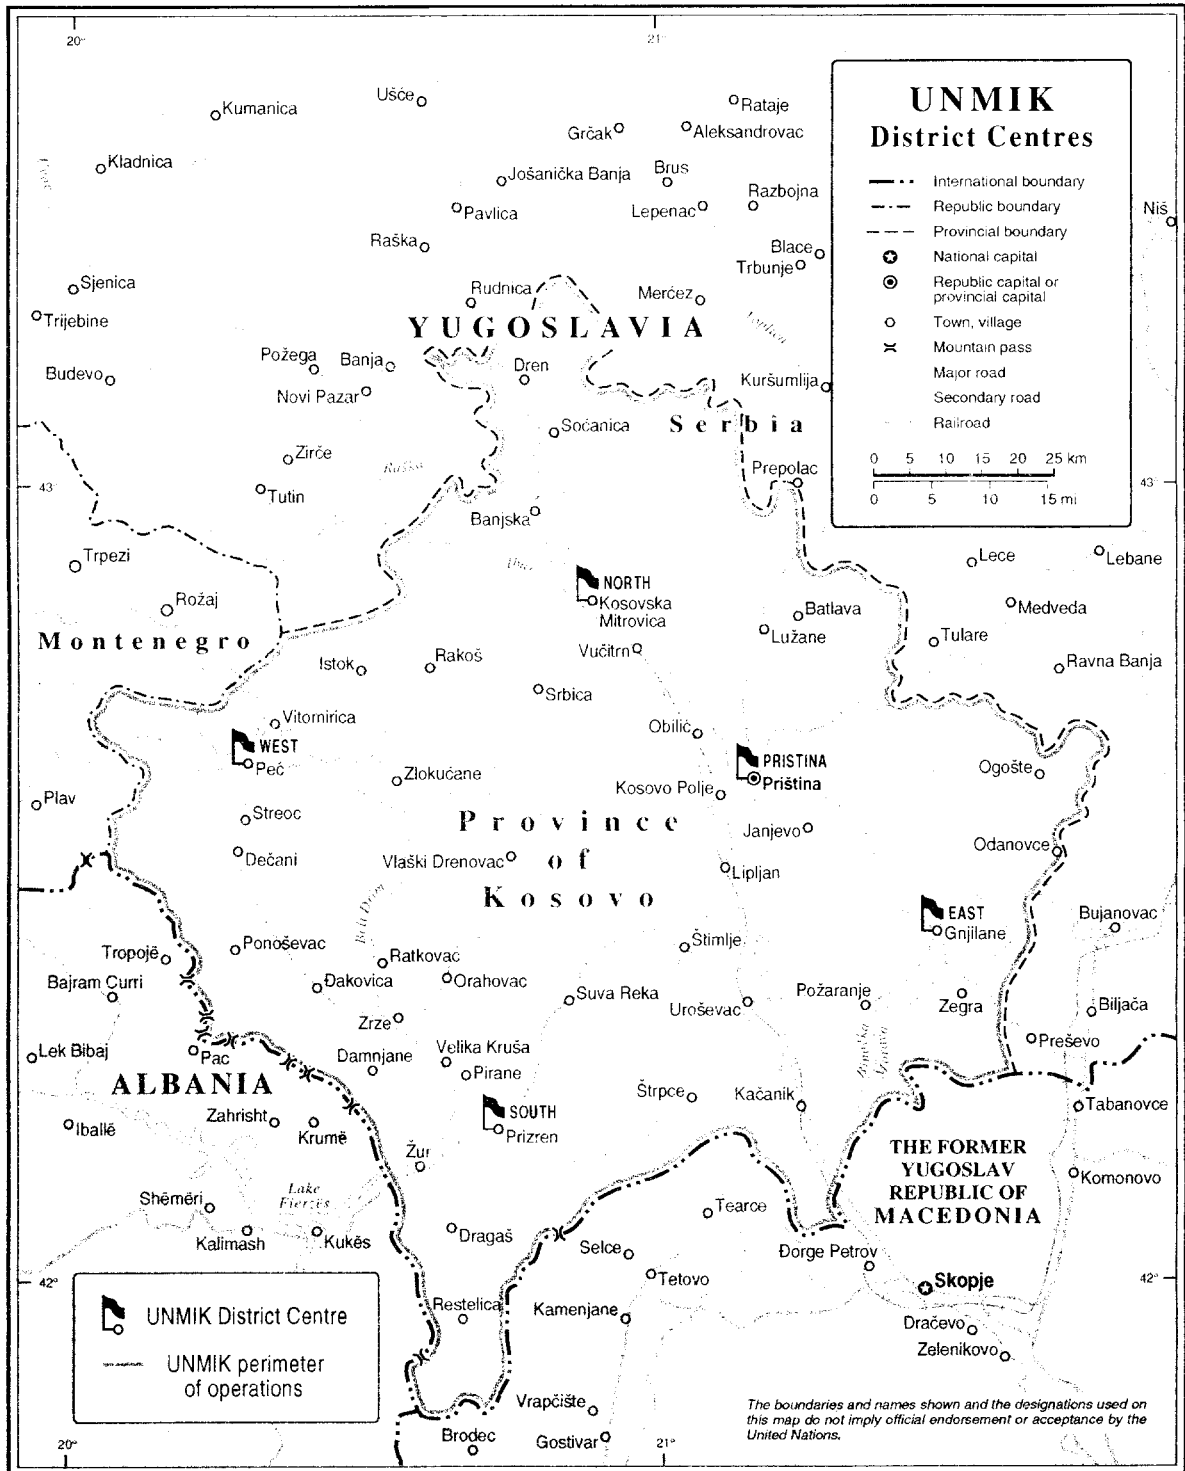 20°
21°
UNMIK
District Centres
International boundary
Republic boundary
Provincial boundary
National capital
Republic capital or
provincial capital
Town, village
Mountain pass
Major road
Secondary road
Railroad
0 5 10 15 20 25 km
0 5 10 15 mi
Ušće
Kumanica
Rataje
Grčak
Aleksandrovac
Kladnica
Jošanička Banja
Brus
Razbojna
Pavlica
Lepenac
Niš
Raška
Blace
Trbunje
Sjenica
Rudnica
Merćez
Trijebine
YUGOSLAVIA
Požega
Banja
Dren
Budevo
Kuršumlija
Novi Pazar
Soćanica
Serbia
Zirče
Raška
Prepolac
43°
Tutin
43°
Banjska
Trpezi
Lece
Lebane
NORTH
Kosovska
Mitrovica
Rožaj
Batlava
Medveda
Lužane
Tulare
Montenegro
Vučitrn
Istok
Rakoš
Ravna Banja
Srbica
Vitornirica
Obilić
WEST
Peć
PRISTINA
Priština
Ogošte
Zlokućane
Kosovo Polje
Plav
Streoc
Province
of
Kosovo
Janjevo
Dečani
Vlaški Drenovac
Odanovce
Lipljan
Beli Drim
EAST
Gnjilane
Bujanovac
Ponoševac
Štimlje
Tropojë
Ratkovac
Bajram Curri
Đakovica
Orahovac
Suva Reka
Požaranje
Zegra
Biljača
Uroševac
Zrze
Lek Bibaj
Pac
Damnjane
Velika Kruša
Preševo
Pirane
ALBANIA
Štrpce
Kačanik
Tabanovce
Zahrisht
SOUTH
Prizren
Iballë
Krumë
Žur
THE FORMER
YUGOSLAV
REPUBLIC OF
MACEDONIA
Komonovo
Lake
Fierzës
Shëmëri
Tearce
Kalimash
Kukës
Dragaš
Selce
Đorge Petrov
42°
Tetovo
Skopje
42°
UNMIK District Centre
UNMIK perimeter
of operations
Restelica
Kamenjane
Dračevo
Zelenikovo
Vrapčište
Brodec
Gostivar
The boundaries and names shown and the designations used on
this map do not imply official endorsement or acceptance by the
United Nations.
20°
21°